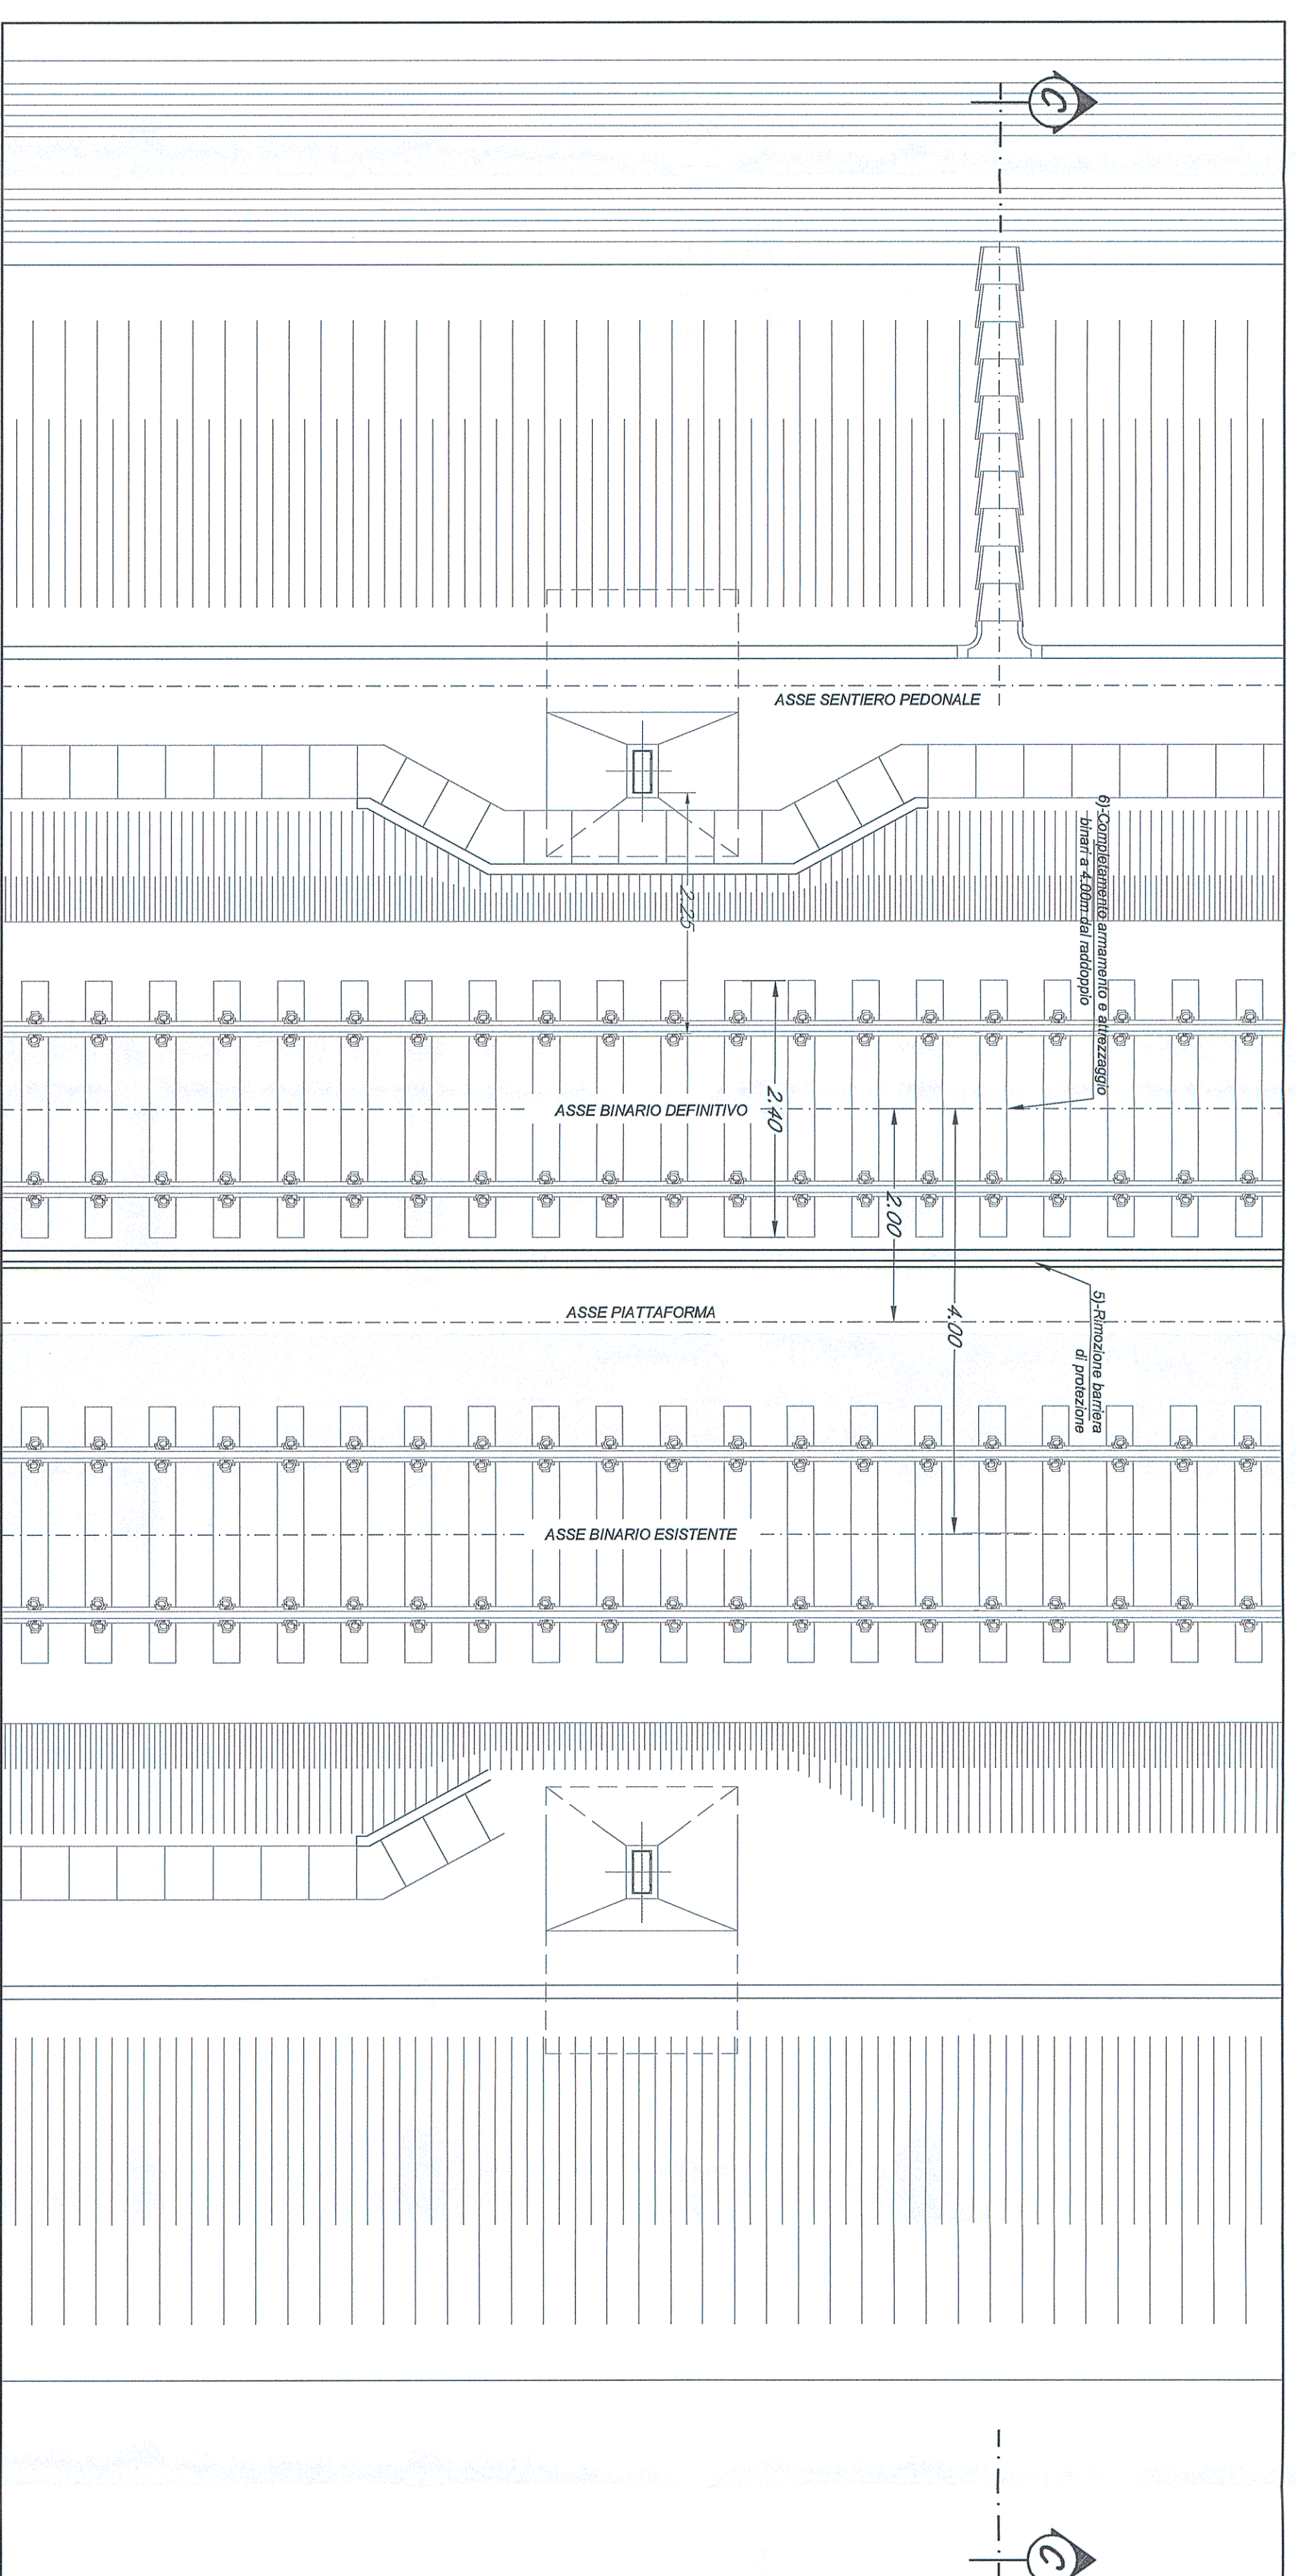 C
ASSE SENTIERO PEDONALE
6)-Completamento armamento e attrezzaggio
binari a 4.00m dal raddoppio
2.25
ASSE BINARIO DEFINITIVO
2.40
2.00
4.00
5)-Rimozione barriera
di protezione
ASSE PIATTAFORMA
ASSE BINARIO ESISTENTE
C